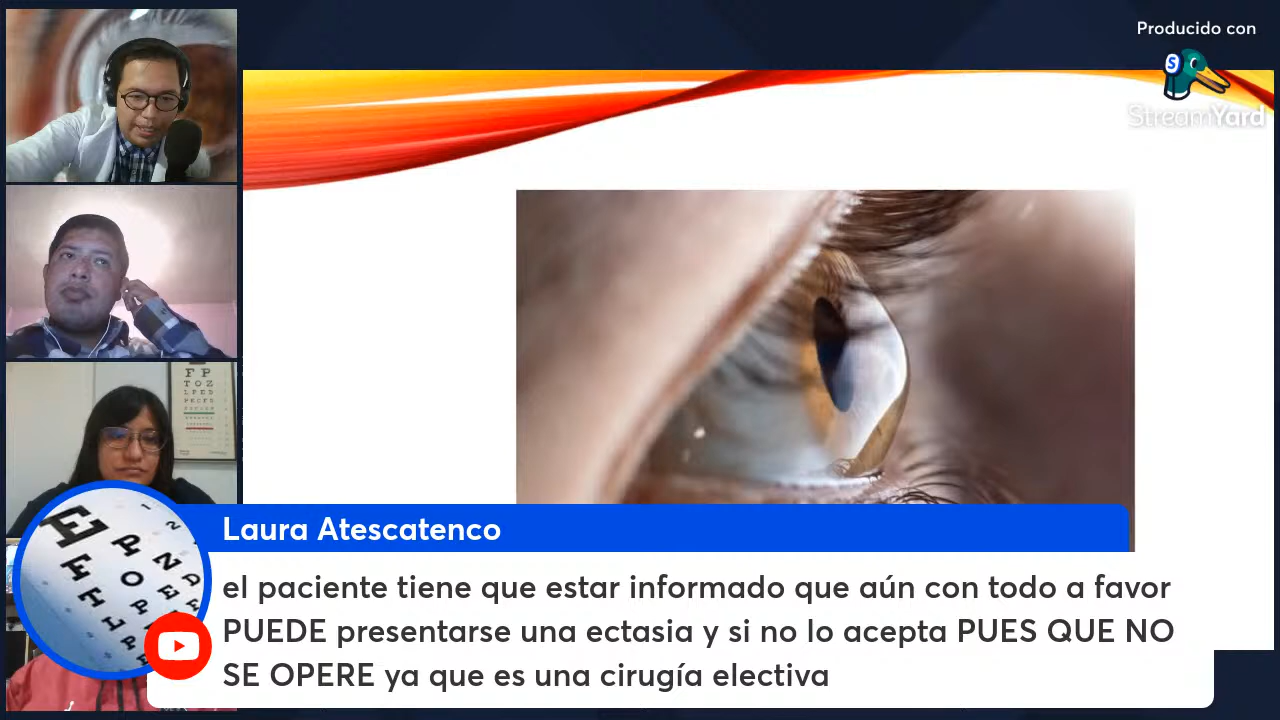 Producido con
StreamYard
F P
T O Z
L P E D
P E C F D
Laura Atescatenco
el paciente tiene que estar informado que aún con todo a favor
PUEDE presentarse una ectasia y si no lo acepta PUES QUE NO
SE OPERE ya que es una cirugía electiva